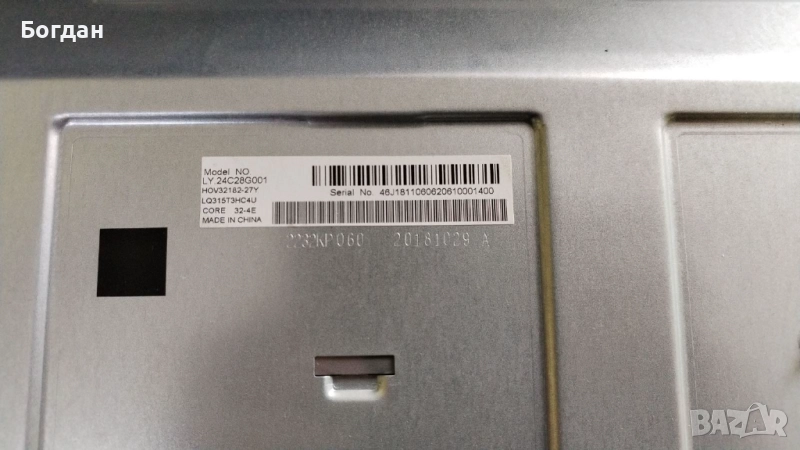 Богдан
Model NO
LY.24C28G001
HOV32182-27Y
LQ315T3HC4U
CORE 32-4E
MADE IN CHINA
Serial No. 46J1811060620610001400
2232KP060 20181029 A
BAZAR